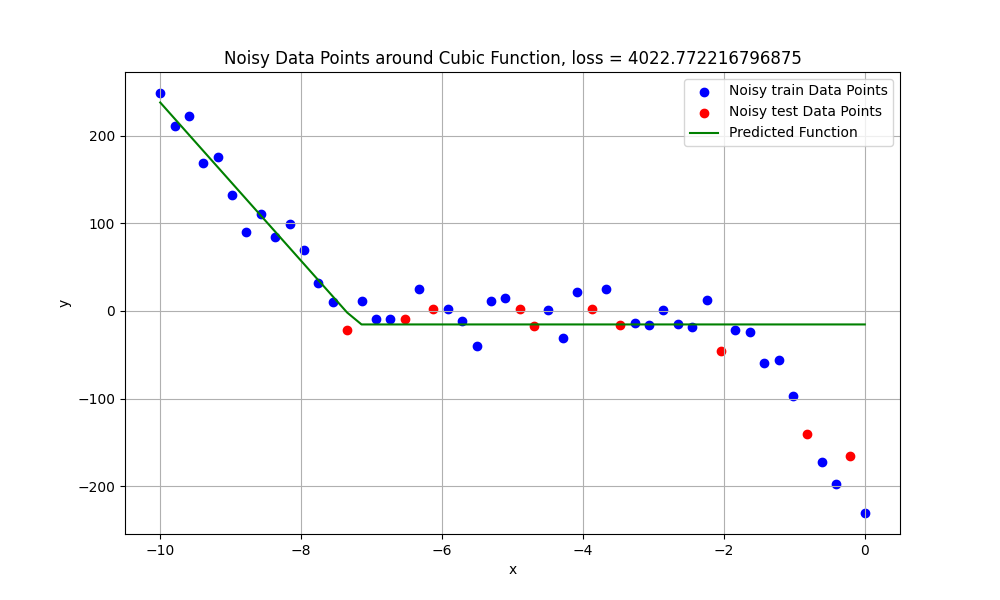 Noisy Data Points around Cubic Function, loss = 4022.772216796875
Noisy train Data Points
Noisy test Data Points
Predicted Function
200
100
0
−100
−200
y
−10
−8
−6
−4
−2
0
x